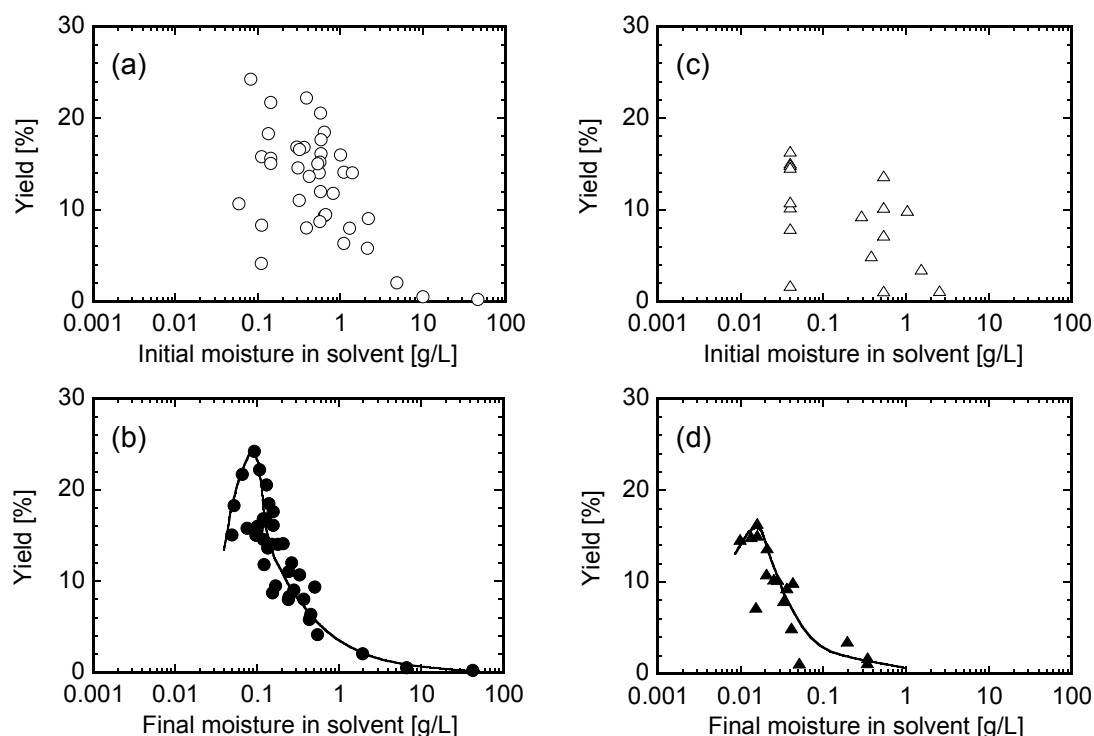 30
(a)
20
Yield [%]
10
0
0.001 0.01 0.1 1 10 100
Initial moisture in solvent [g/L]
30
(c)
20
Yield [%]
10
0
0.001 0.01 0.1 1 10 100
Initial moisture in solvent [g/L]
30
(b)
20
Yield [%]
10
0
0.001 0.01 0.1 1 10 100
Final moisture in solvent [g/L]
30
(d)
20
Yield [%]
10
0
0.001 0.01 0.1 1 10 100
Final moisture in solvent [g/L]